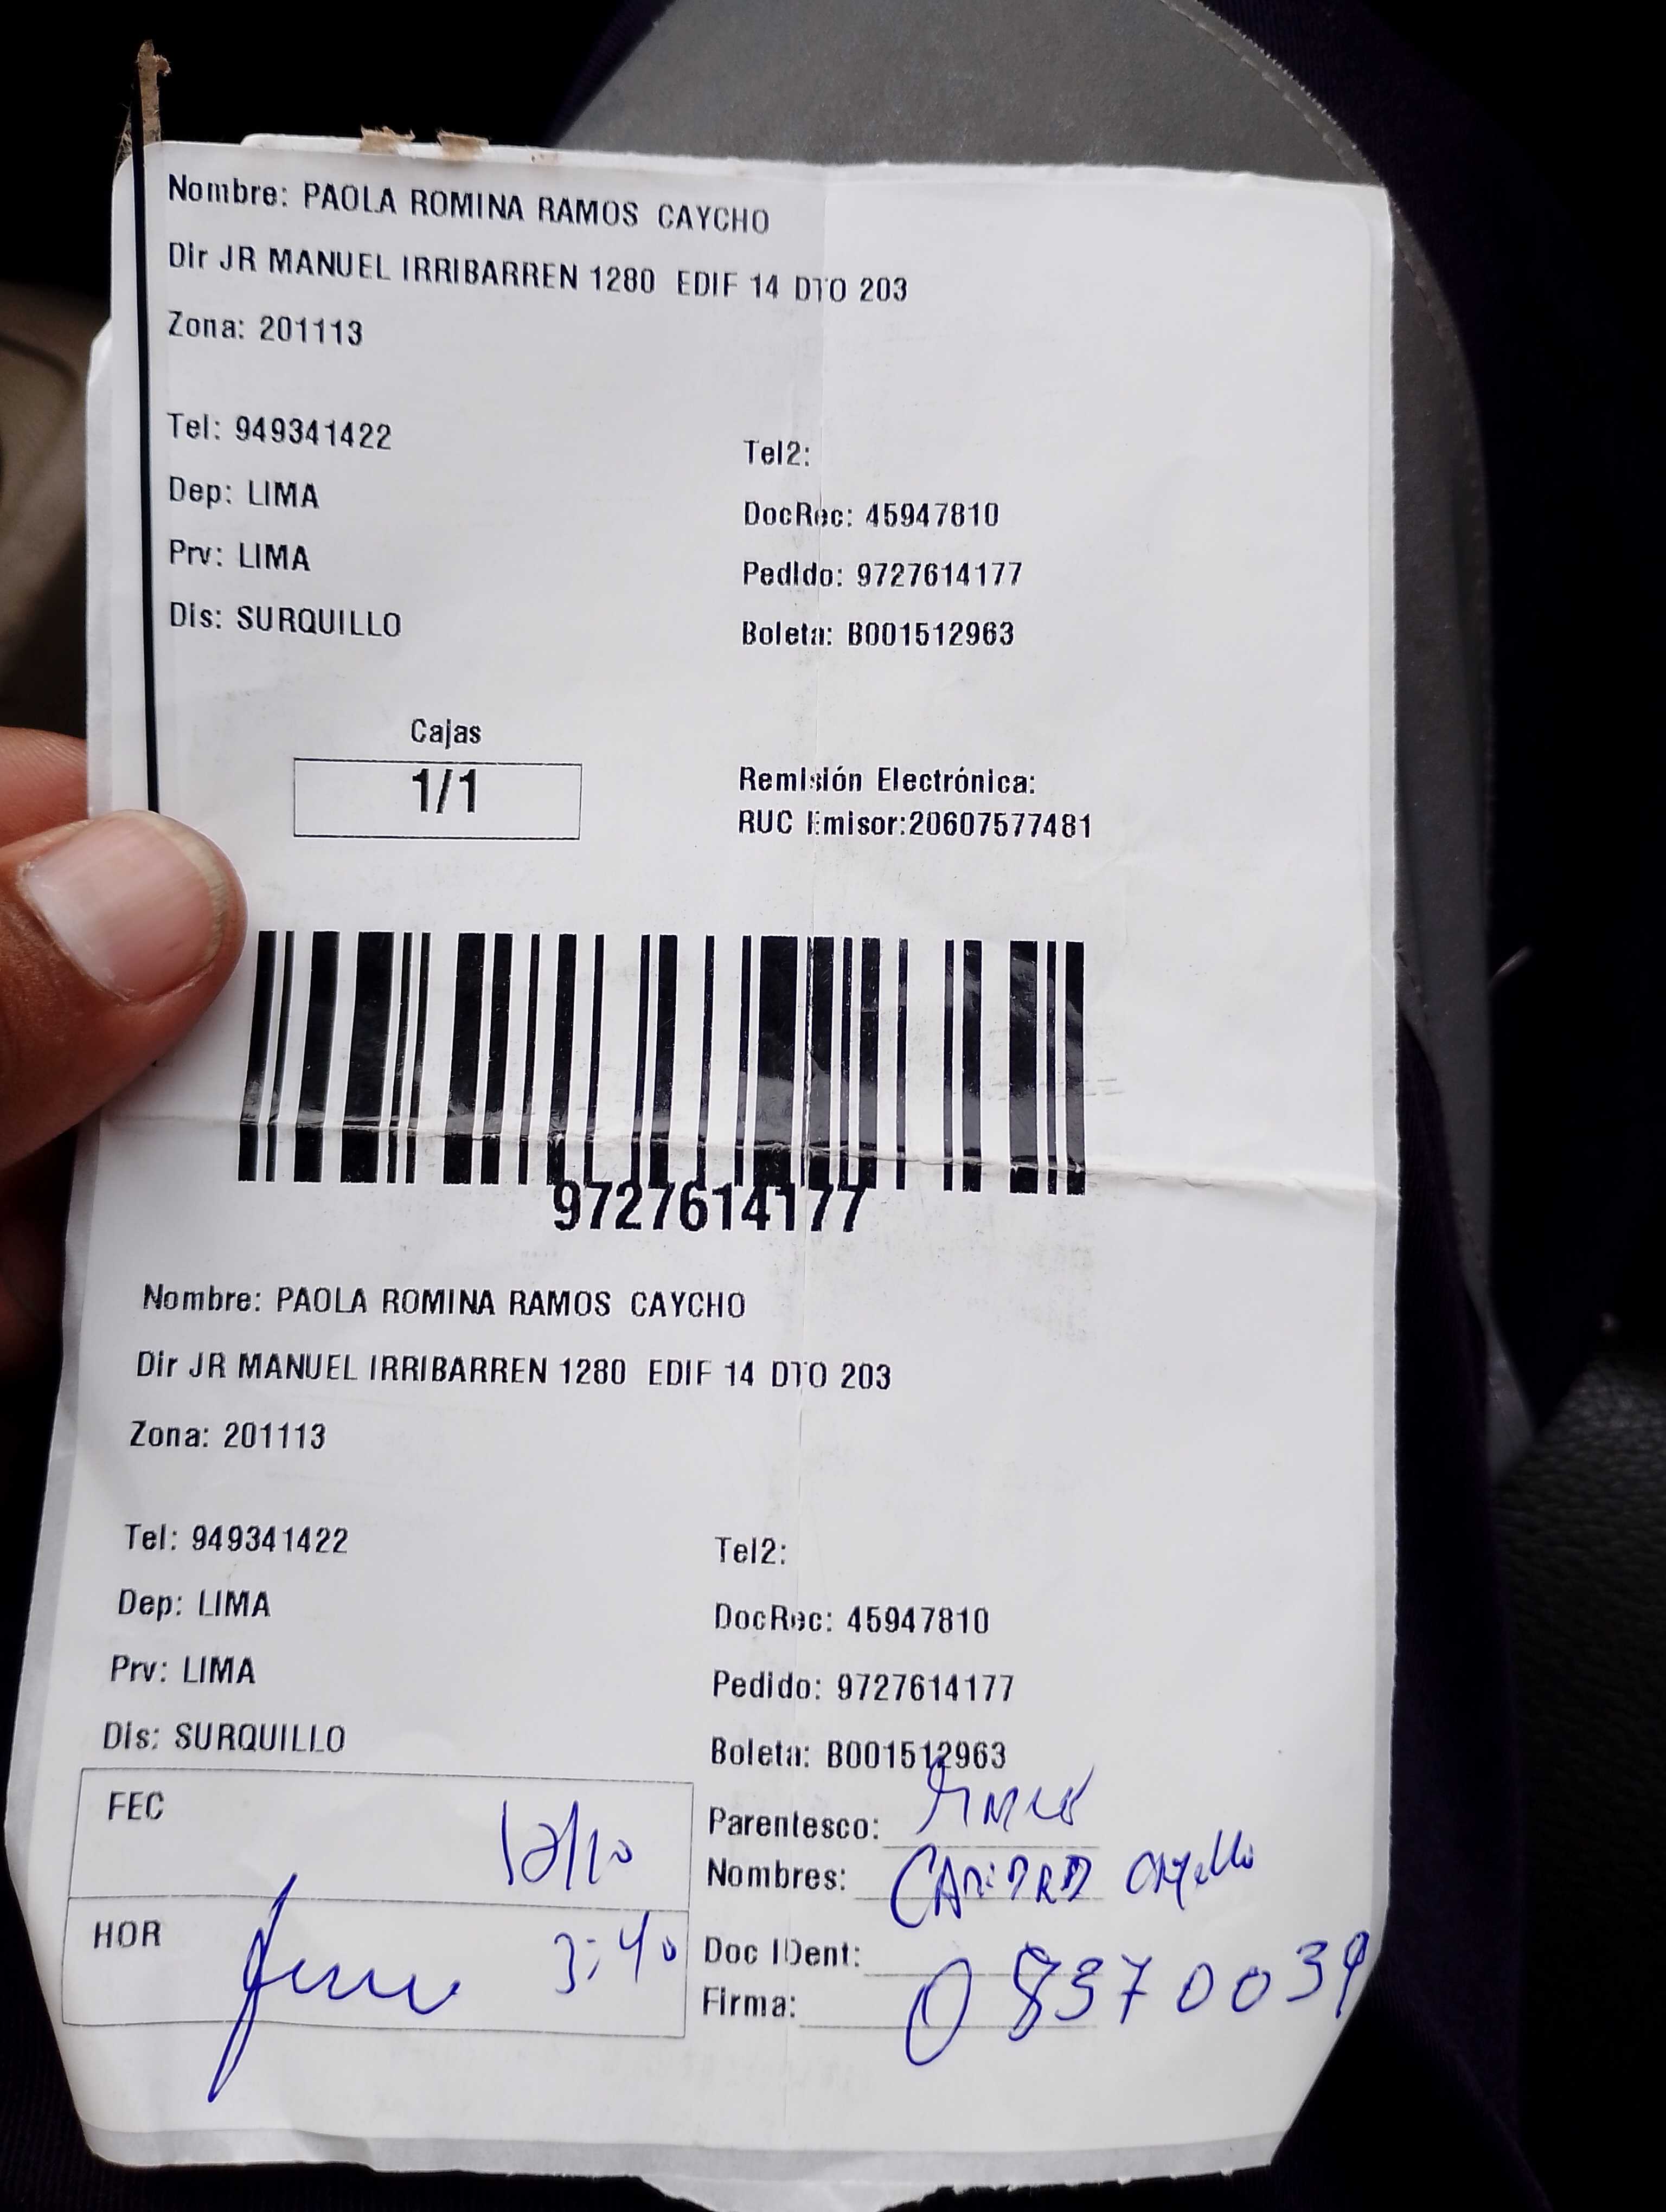 Nombre: PAOLA ROMINA RAMOS CAYCHO
Dir JR MANUEL IRRIBARREN 1280 EDIF 14 DTO 203
Zona: 201113
Tel: 949341422
Tel2:
Dep: LIMA
DocRec: 45947810
Prv: LIMA
Pedido: 9727614177
Dis: SURQUILLO
Boleta: B001512963
Cajas
1/1
Remisión Electrónica:
RUC Emisor:20607577481
9727614177
Nombre: PAOLA ROMINA RAMOS CAYCHO
Dir JR MANUEL IRRIBARREN 1280 EDIF 14 DTO 203
Zona: 201113
Tel: 949341422
Tel2:
Dep: LIMA
DocRec: 45947810
Prv: LIMA
Pedido: 9727614177
Dis: SURQUILLO
Boleta: B001512963
FEC
Parentesco:
Nombres:
HOR 3:40
Doc IDent:
Firma: